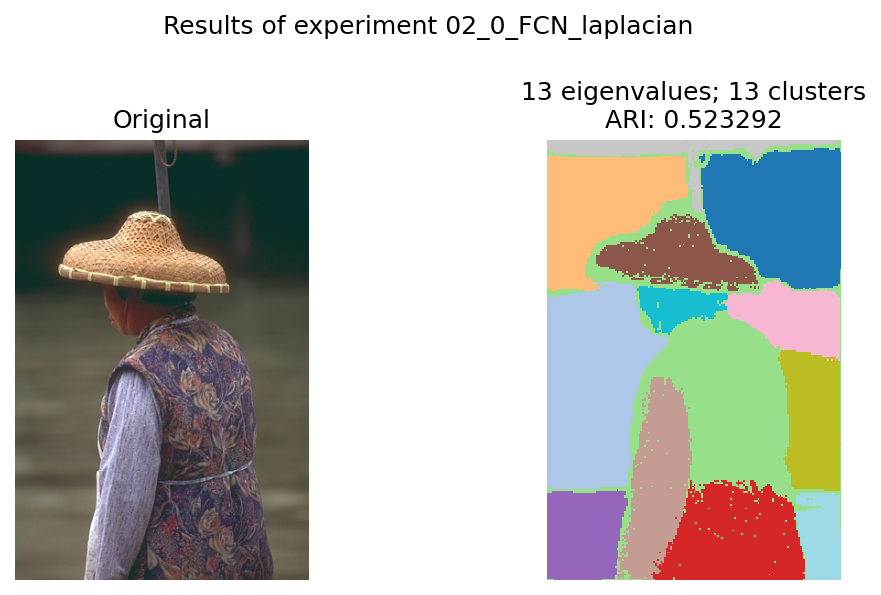 Results of experiment 02_0_FCN_laplacian
Original
13 eigenvalues; 13 clusters
ARI: 0.523292